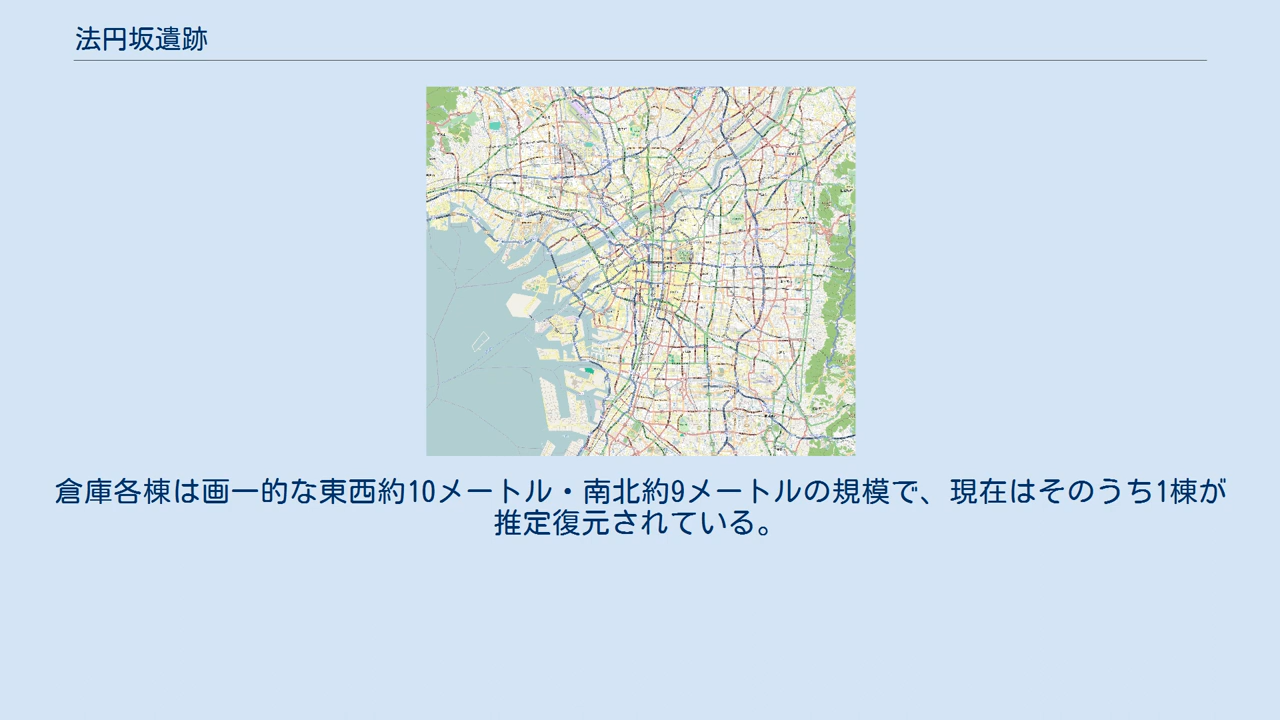 法円坂遺跡
倉庫各棟は画一的な東西約10メートル・南北約9メートルの規模で、現在はそのうち1棟が
推定復元されている。